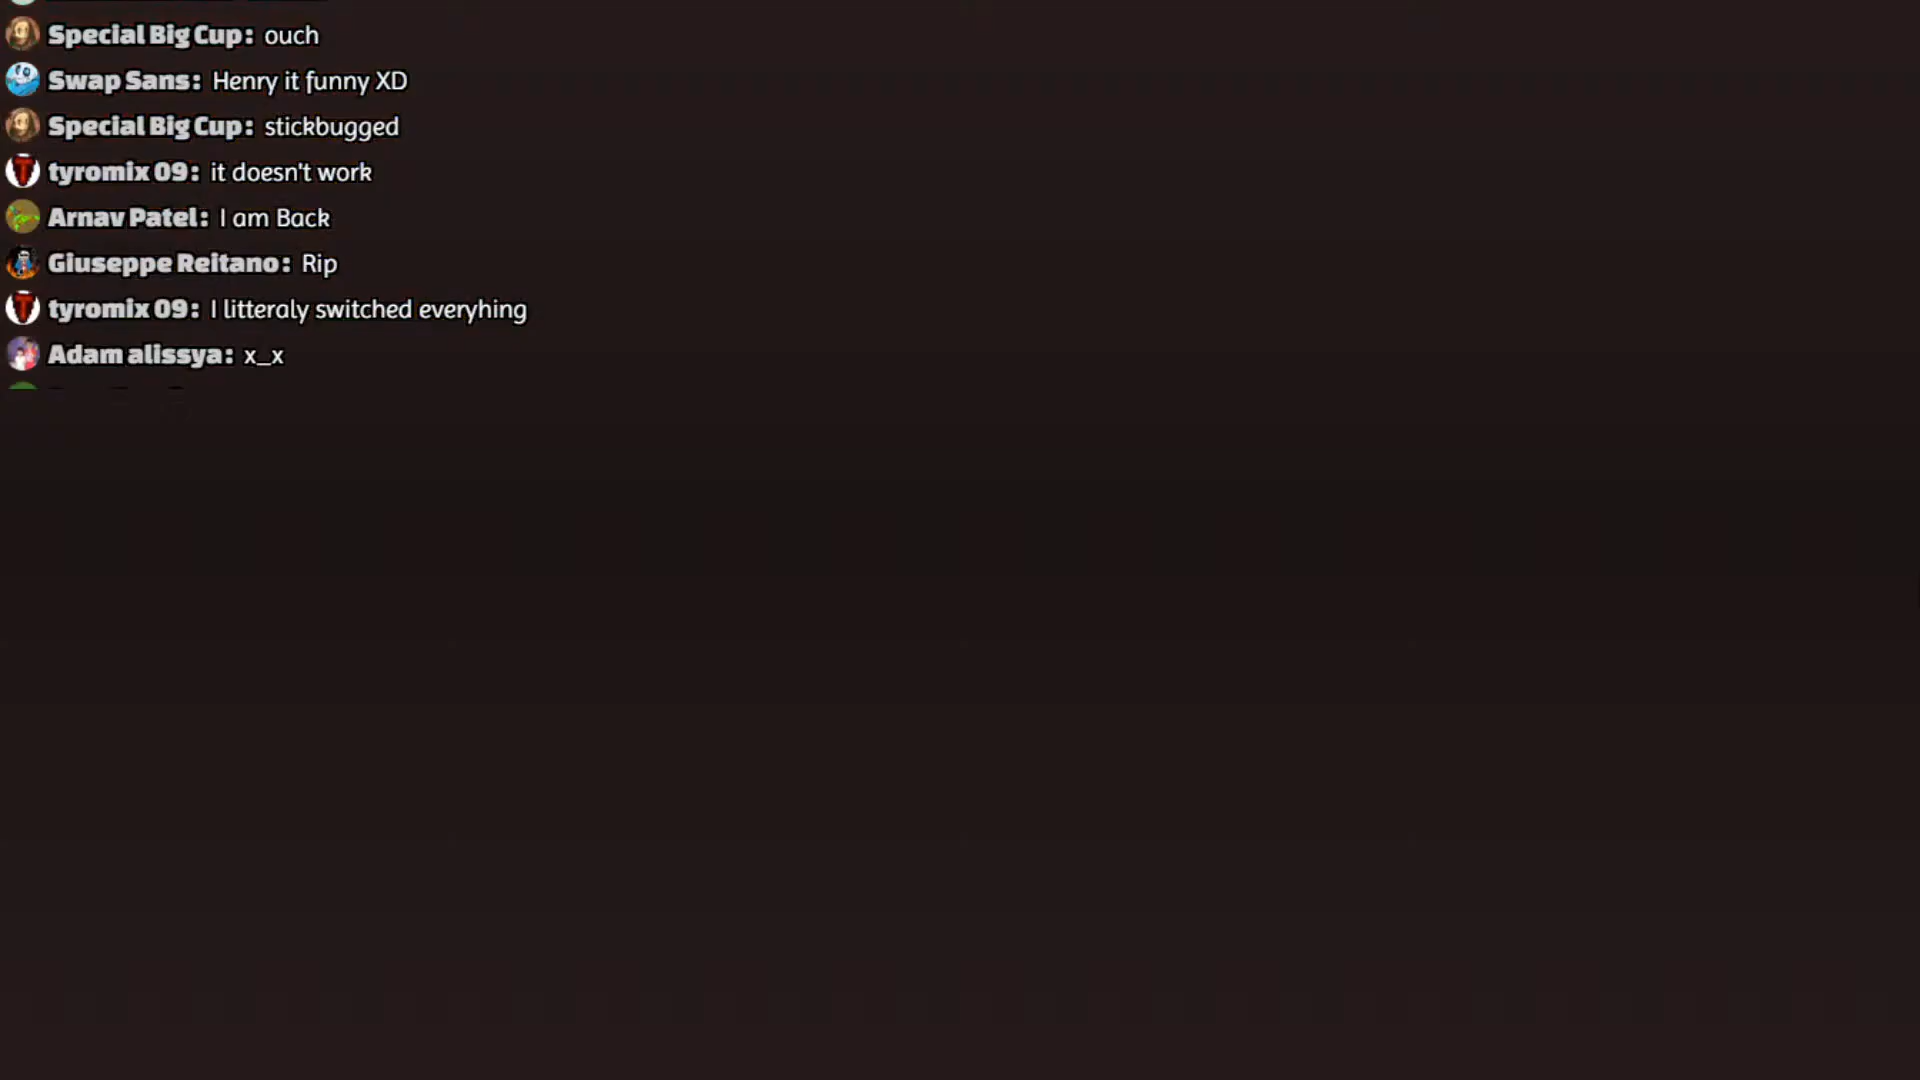 Special Big Cup: ouch
Swap Sans: Henry it funny XD
Special Big Cup: stickbugged
tyromix 09: it doesn't work
Arnav Patel: I am Back
Giuseppe Reitano: Rip
tyromix 09: I litteraly switched everyhing
Adam alissya: x_x